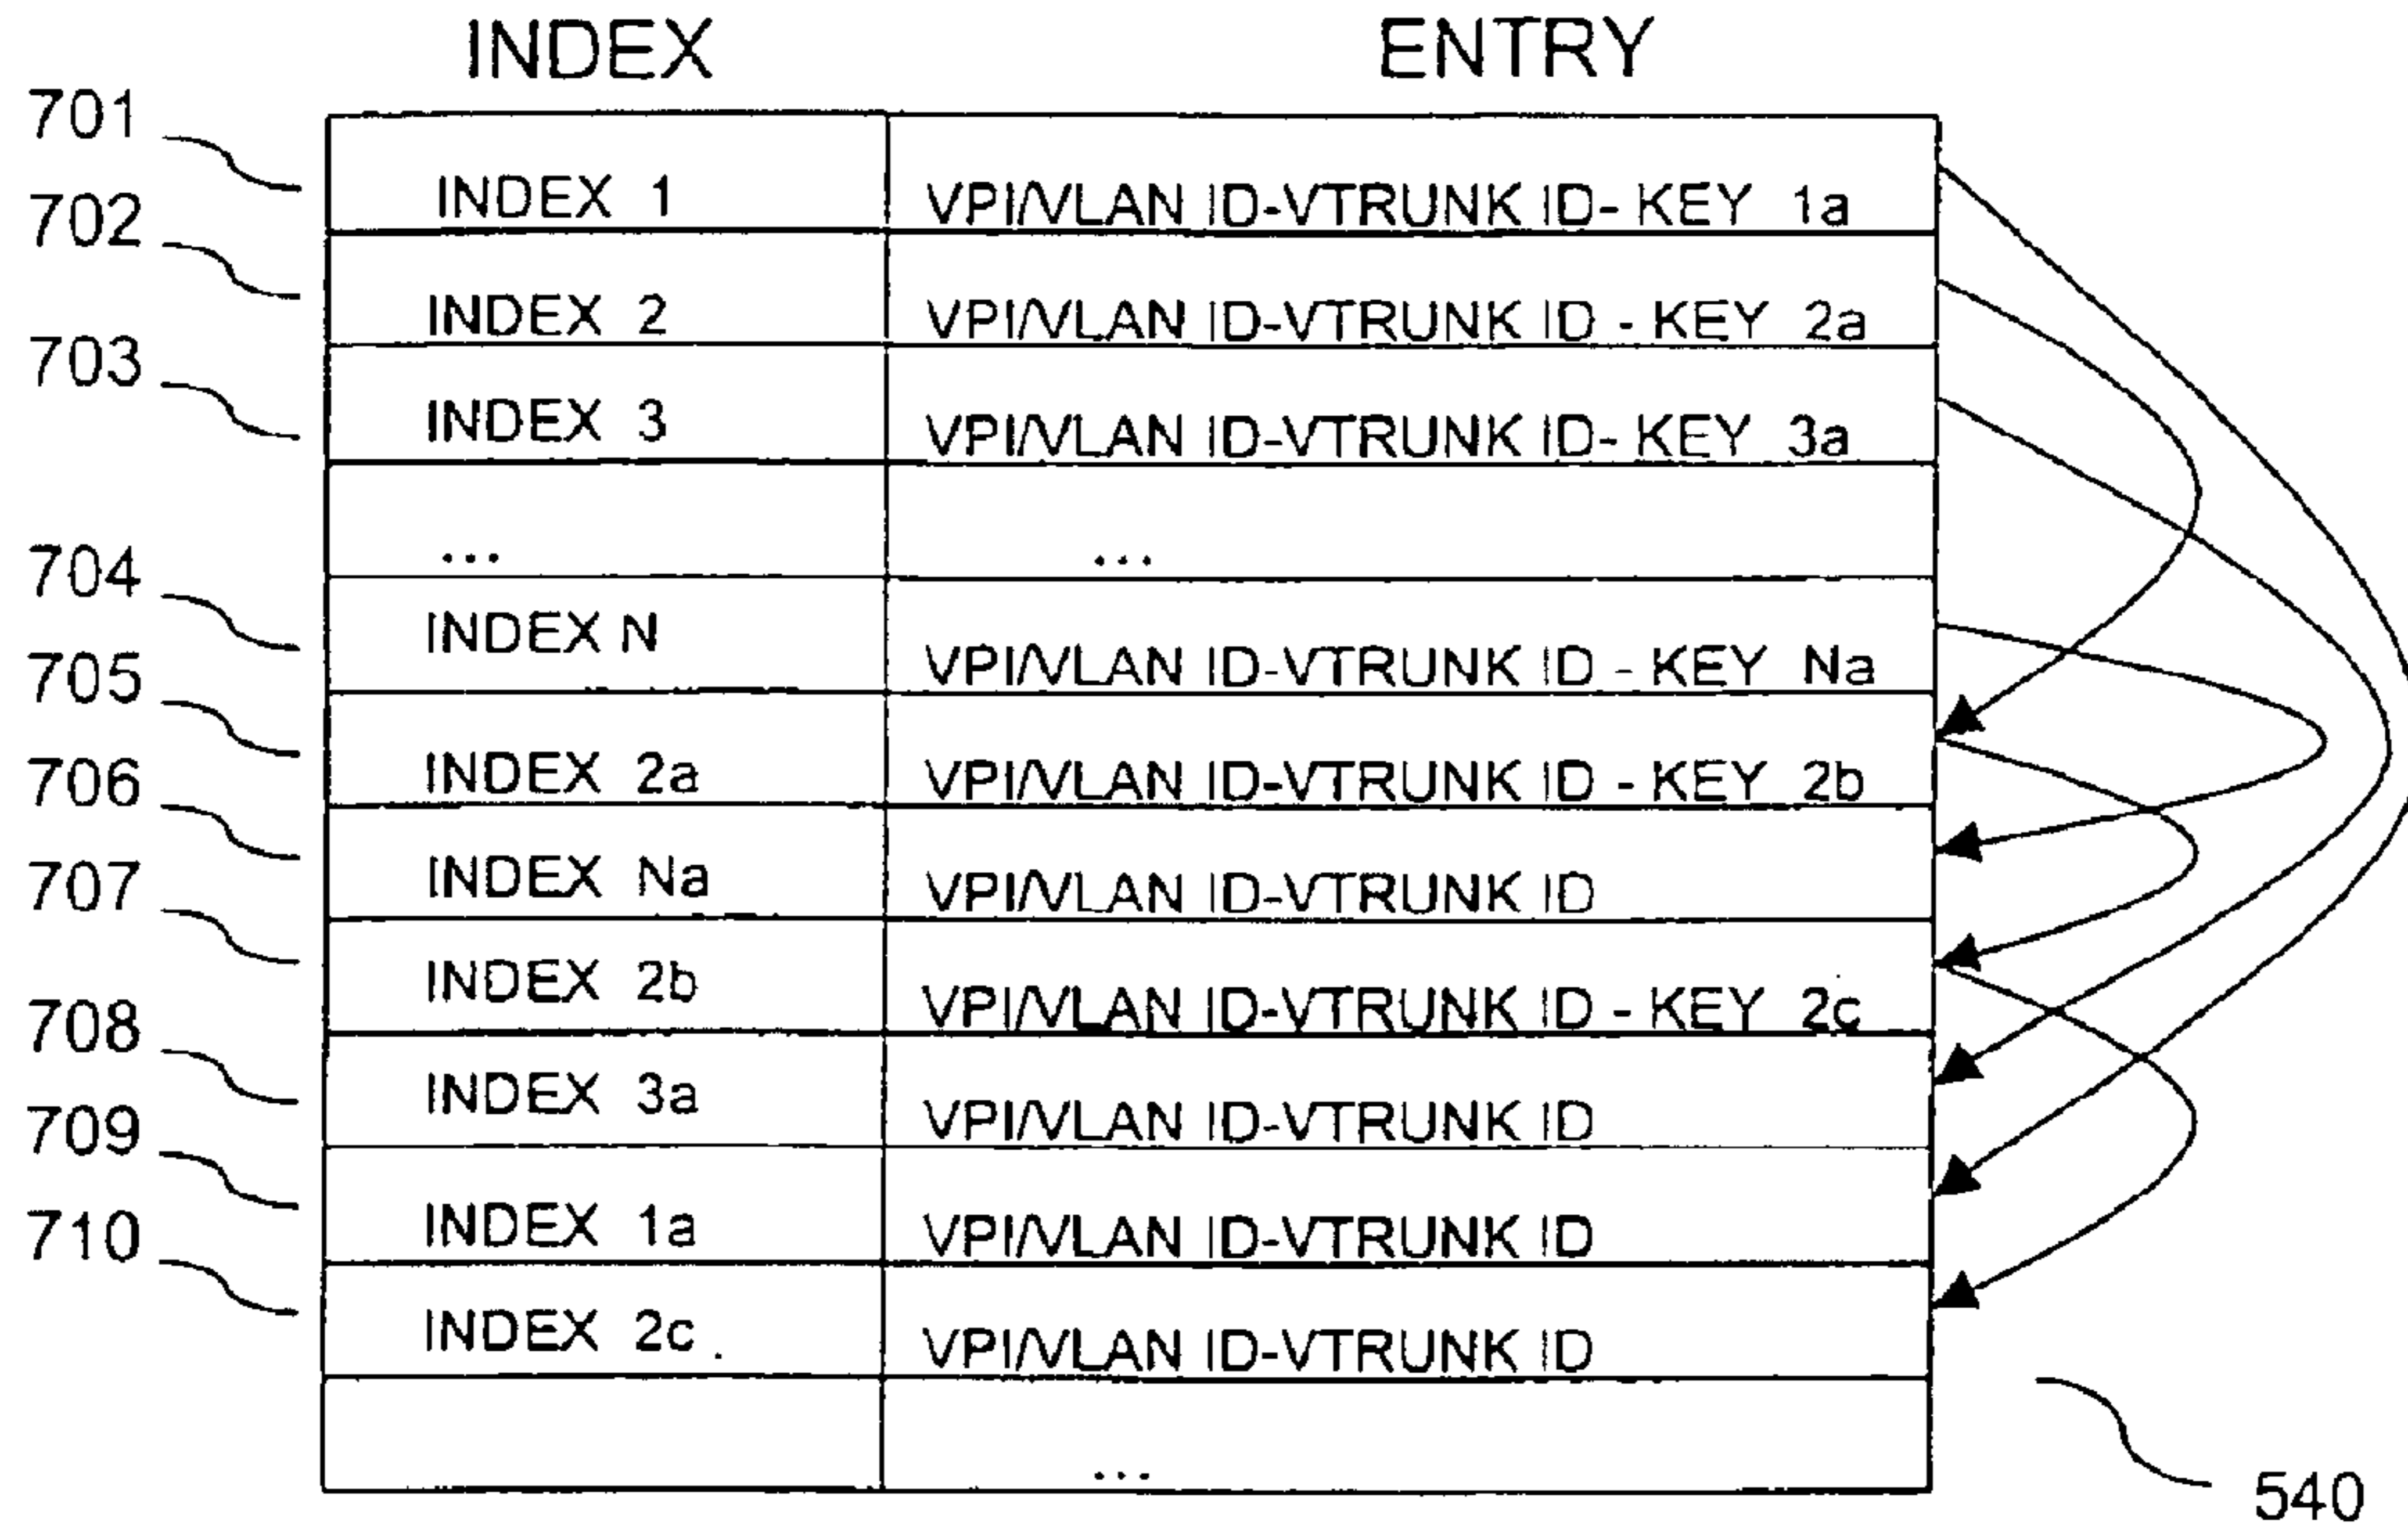 INDEX ENTRY
701
INDEX 1 VPI/VLAN ID-VTRUNK ID- KEY 1a
702
INDEX 2 VPI/VLAN ID-VTRUNK ID - KEY 2a
703
INDEX 3 VPI/VLAN ID-VTRUNK ID- KEY 3a
... ...
704
INDEX N VPI/VLAN ID-VTRUNK ID - KEY Na
705
INDEX 2a VPI/VLAN ID-VTRUNK ID - KEY 2b
706
INDEX Na VPI/VLAN ID-VTRUNK ID
707
INDEX 2b VPI/VLAN ID-VTRUNK ID - KEY 2c
708
INDEX 3a VPI/VLAN ID-VTRUNK ID
709
INDEX 1a VPI/VLAN ID-VTRUNK ID
710
INDEX 2c VPI/VLAN ID-VTRUNK ID
...
540